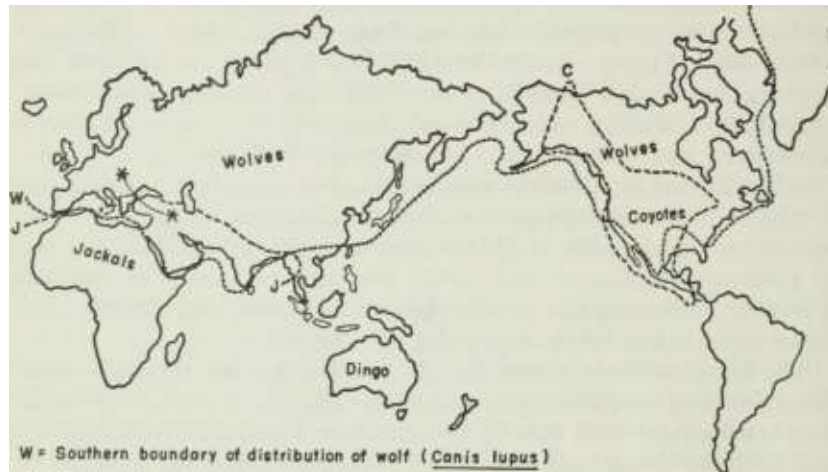 C
Wolves
Wolves
*
W
*
Coyotes
J
Jackals
J
Dingo
W = Southern boundary of distribution of wolf (Canis lupus)